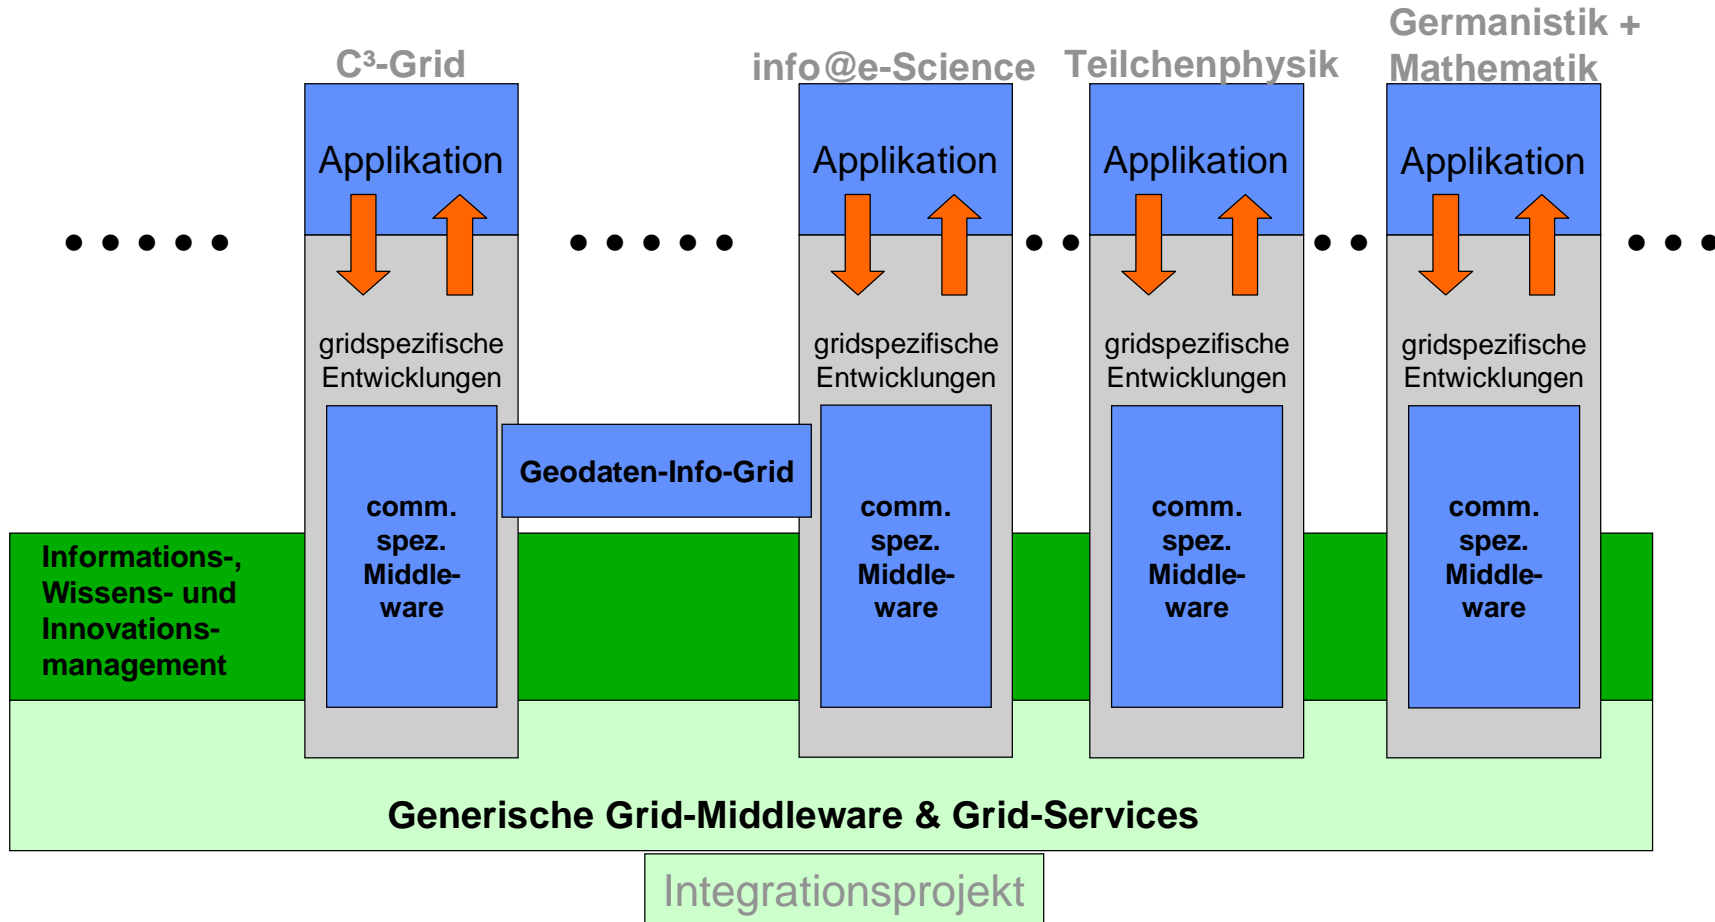 Germanistik +
Mathematik
C³-Grid
info@e-Science
Teilchenphysik
Applikation
Applikation
Applikation
Applikation
gridspezifische
Entwicklungen
gridspezifische
Entwicklungen
gridspezifische
Entwicklungen
gridspezifische
Entwicklungen
Geodaten-Info-Grid
comm.
spez.
Middle-
ware
comm.
spez.
Middle-
ware
comm.
spez.
Middle-
ware
comm.
spez.
Middle-
ware
Informations-,
Wissens- und
Innovations-
management
Generische Grid-Middleware & Grid-Services
Integrationsprojekt